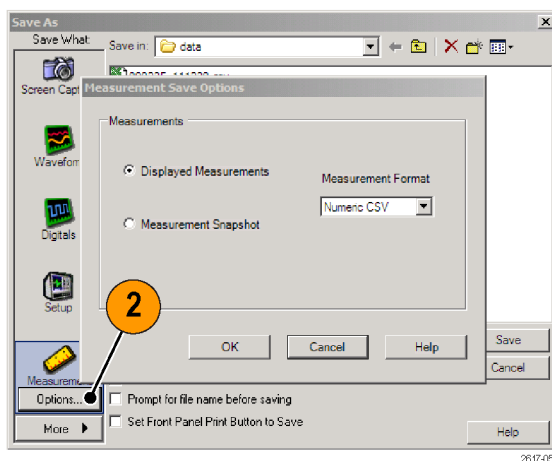 Save As
Save What:
Save in: data
Screen Capt
Measurement Save Options
Measurements
Displayed Measurements
Measurement Format
Numeric CSV
Measurement Snapshot
Wavefor
Digitals
Setup
2
OK Cancel Help
Save
Cancel
Measureme
Options...
Prompt for file name before saving
Set Front Panel Print Button to Save
More
Help